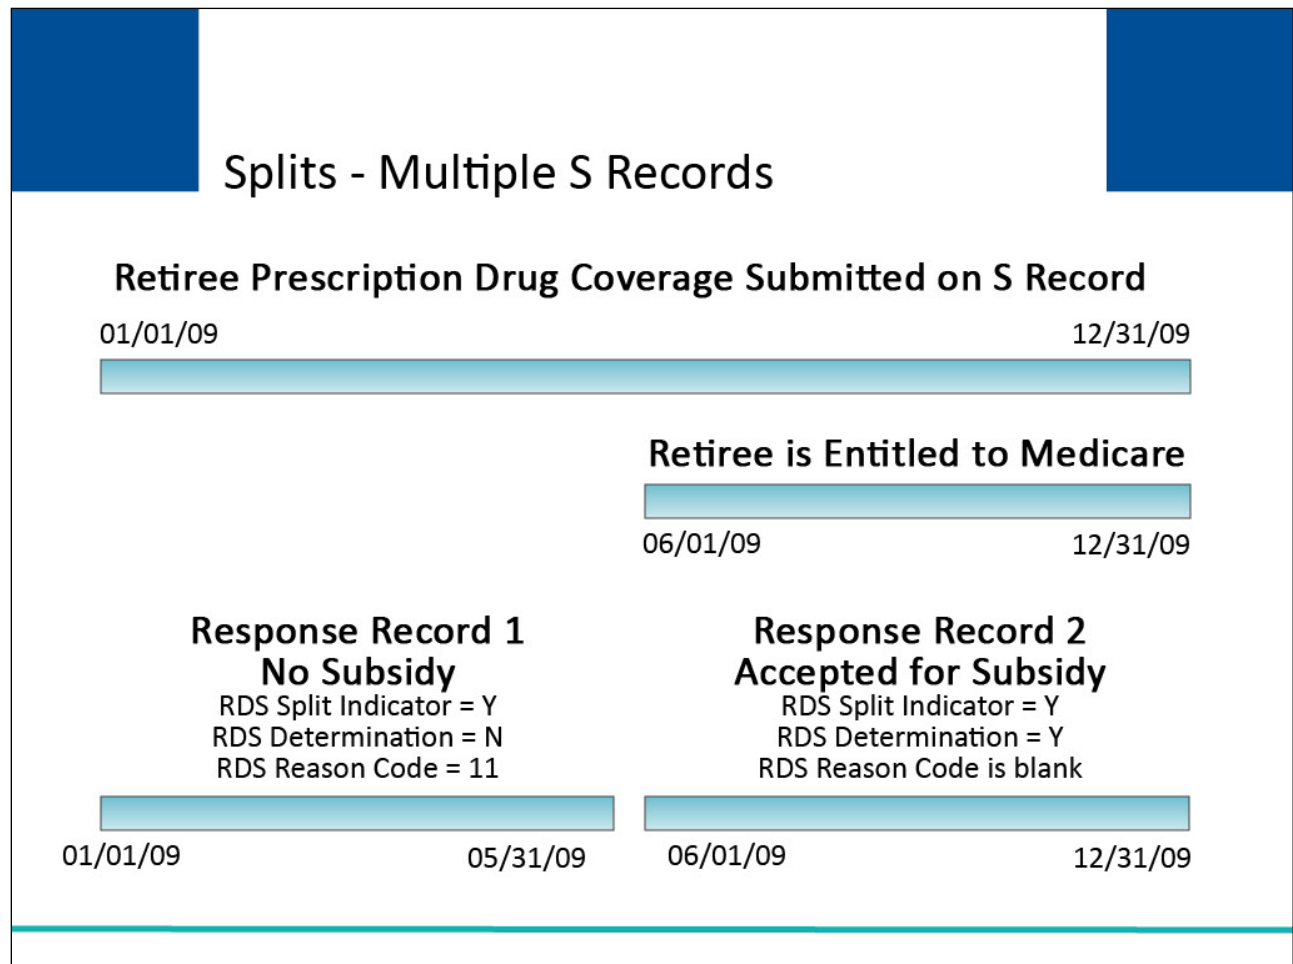 Splits - Multiple S Records
Retiree Prescription Drug Coverage Submitted on S Record
01/01/09 12/31/09
Retiree is Entitled to Medicare
06/01/09 12/31/09
Response Record 1
No Subsidy
RDS Split Indicator = Y
RDS Determination = N
RDS Reason Code = 11
01/01/09 05/31/09
Response Record 2
Accepted for Subsidy
RDS Split Indicator = Y
RDS Determination = Y
RDS Reason Code is blank
06/01/09 12/31/09